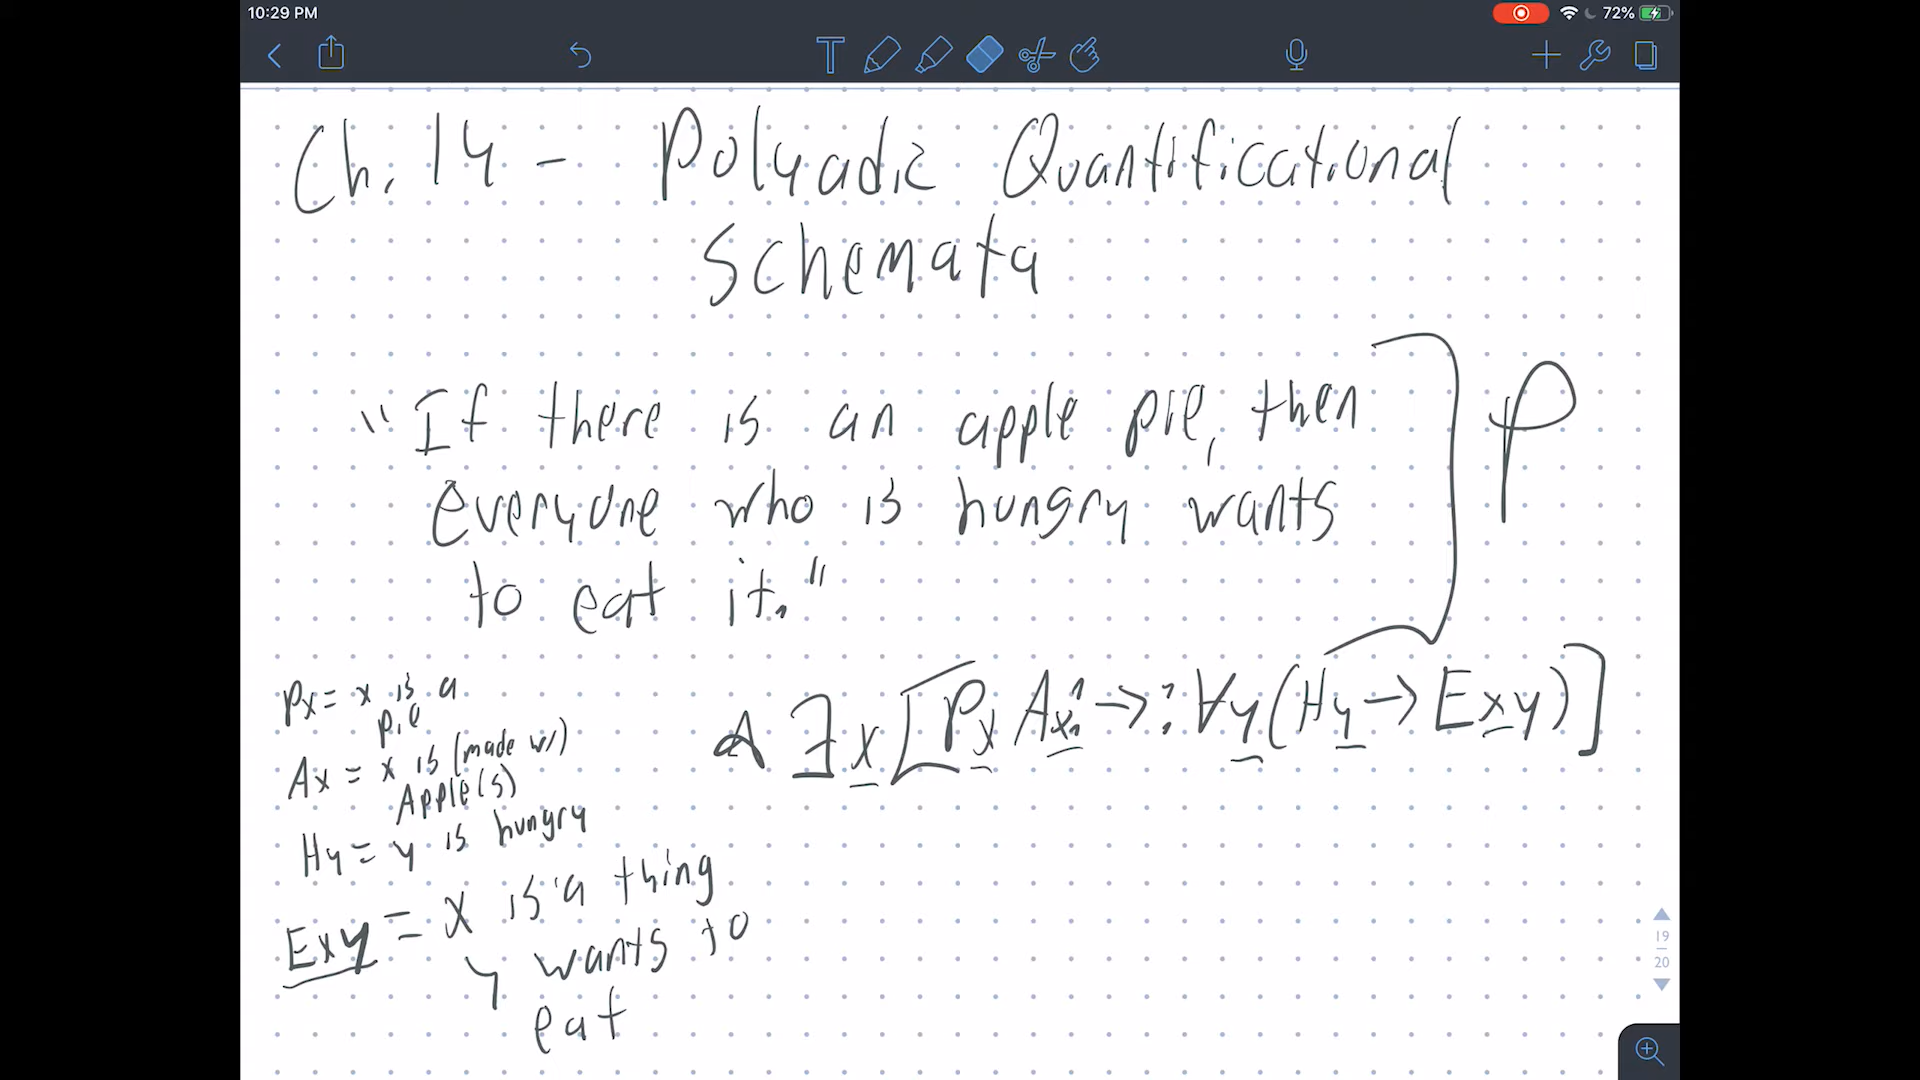 10:29 PM
72%
T
Ch. 14 - Polyadic Quantificational
Schemata
"If there is an apple pie, then
everyone who is hungry wants
to eat it."
P
Px = x is a
pie
Ax = x is (made w/)
Apple(s)
Hy = y is hungry
Exy = x is a thing
y wants to
eat
∃x [Px Ax: →: ∀y (Hy → Exy)]
19
20